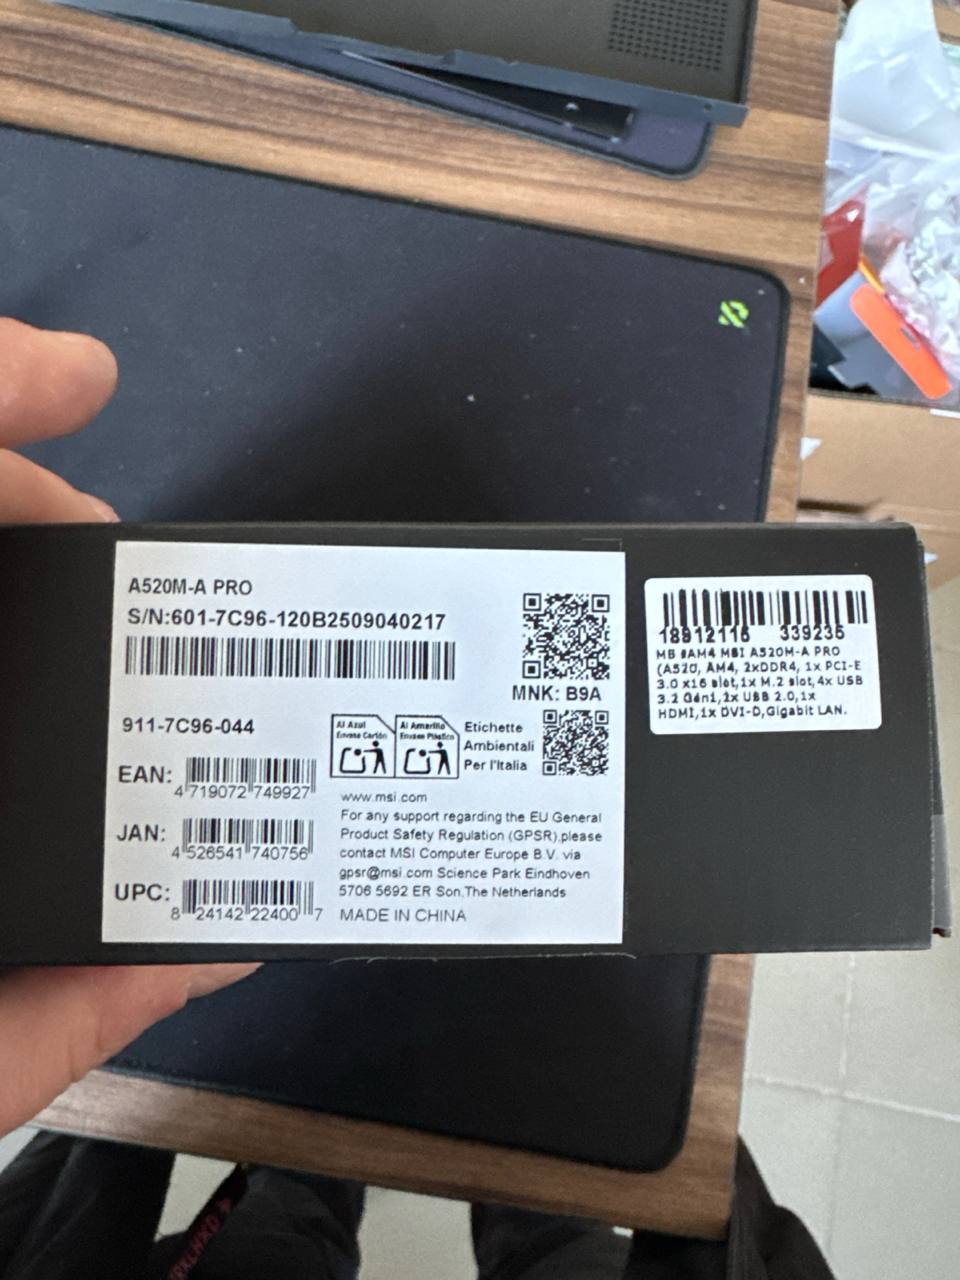 A520M-A PRO
S/N:601-7C96-120B2509040217
MNK: B9A
911-7C96-044
Al Azul
Envase Cartón
Al Amarillo
Envase Plástico
Etichette
Ambientali
Per l'Italia
EAN:
4 719072 749927
JAN:
4 526541 740756
UPC:
8 24142 22400 7
www.msi.com
For any support regarding the EU General
Product Safety Regulation (GPSR),please
contact MSI Computer Europe B.V. via
gpsr@msi.com Science Park Eindhoven
5706 5692 ER Son,The Netherlands
MADE IN CHINA
18912116 339235
MB #AM4 MSI A520M-A PRO
(A520, AM4, 2xDDR4, 1x PCI-E
3.0 x16 slot,1x M.2 slot,4x USB
3.2 Gen1,2x USB 2.0,1x
HDMI,1x DVI-D,Gigabit LAN.